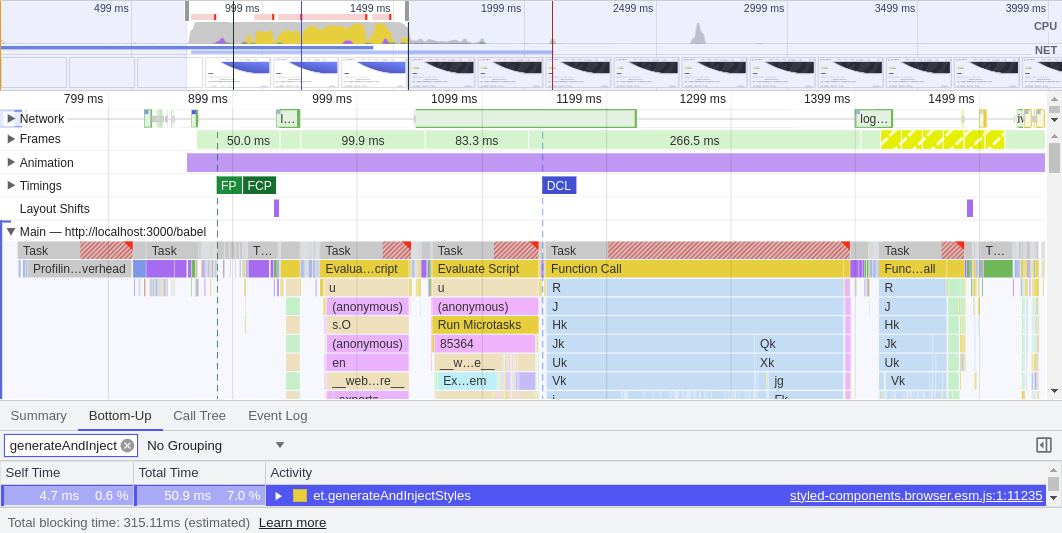 499 ms 999 ms 1499 ms 1999 ms 2499 ms 2999 ms 3499 ms 3999 ms
CPU
NET
799 ms 899 ms 999 ms 1099 ms 1199 ms 1299 ms 1399 ms 1499 ms
Network l… log…
Frames 50.0 ms 99.9 ms 83.3 ms 266.5 ms
Animation
Timings FP FCP DCL
Layout Shifts
Main — http://localhost:3000/babel
Task Task T… Task Task Task Task T…
Profilin…verhead Evalua…cript Evaluate Script Function Call Func…all
u u R R
(anonymous) (anonymous) J J
s.O Run Microtasks Hk Hk
(anonymous) 85364 Jk Qk Jk
en __w…e__ Uk Xk Uk
__web…re__ Ex…em Vk jg Vk
Summary Bottom-Up Call Tree Event Log
generateAndInject No Grouping
Self Time Total Time Activity
4.7 ms 0.6 % 50.9 ms 7.0 % et.generateAndInjectStyles styled-components.browser.esm.js:1:11235
Total blocking time: 315.11ms (estimated) Learn more